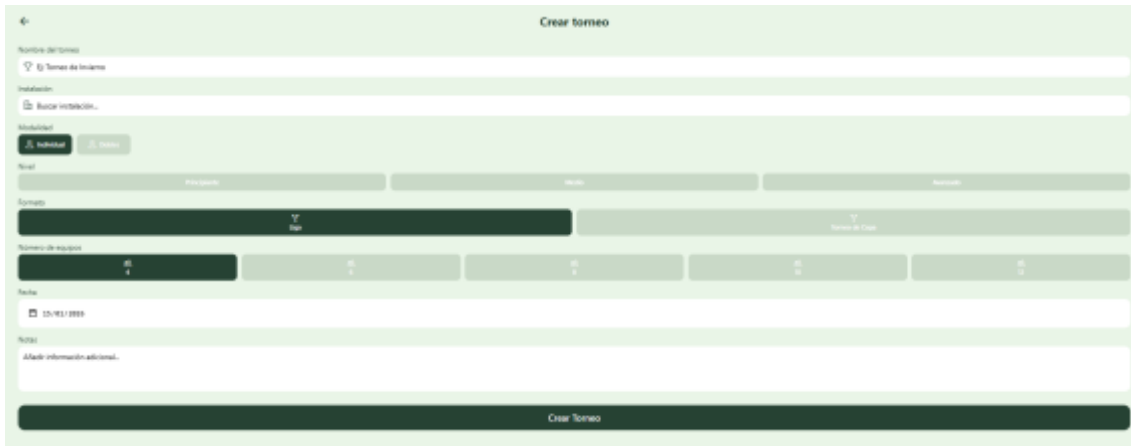 Crear torneo
Nombre del torneo
Ej: Torneo de Invierno
Instalación
Buscar instalación...
Modalidad
Individual
Nivel
Principiante
Medio
Avanzado
Formato
Liga
Torneo de Copa
Número de equipos
4
Fecha
Notas
Añadir información adicional...
Crear Torneo